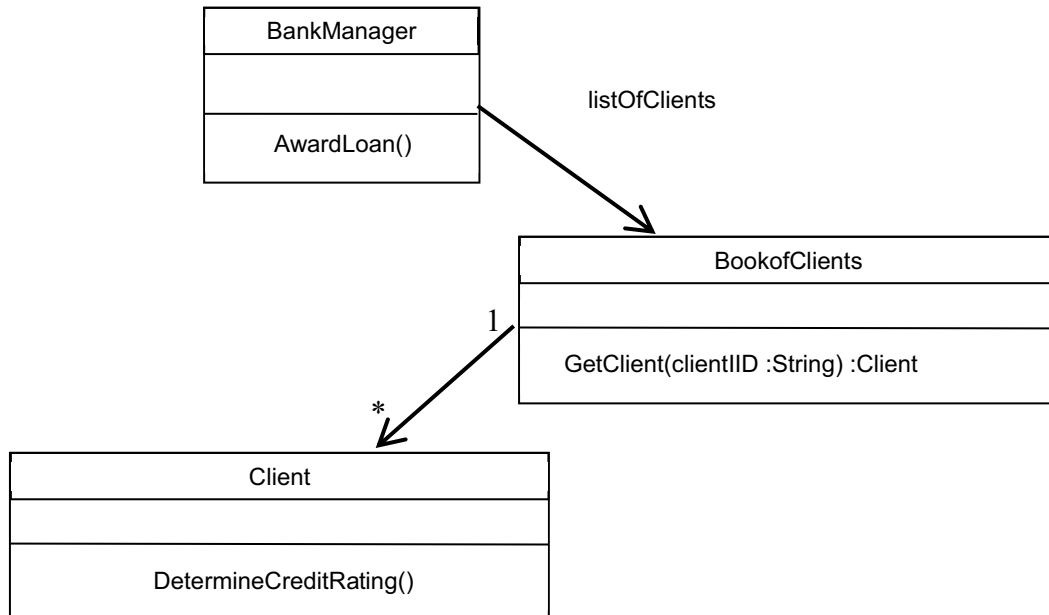 BankManager
listOfClients
AwardLoan()
BookofClients
1
GetClient(clientIID :String) :Client
*
Client
DetermineCreditRating()